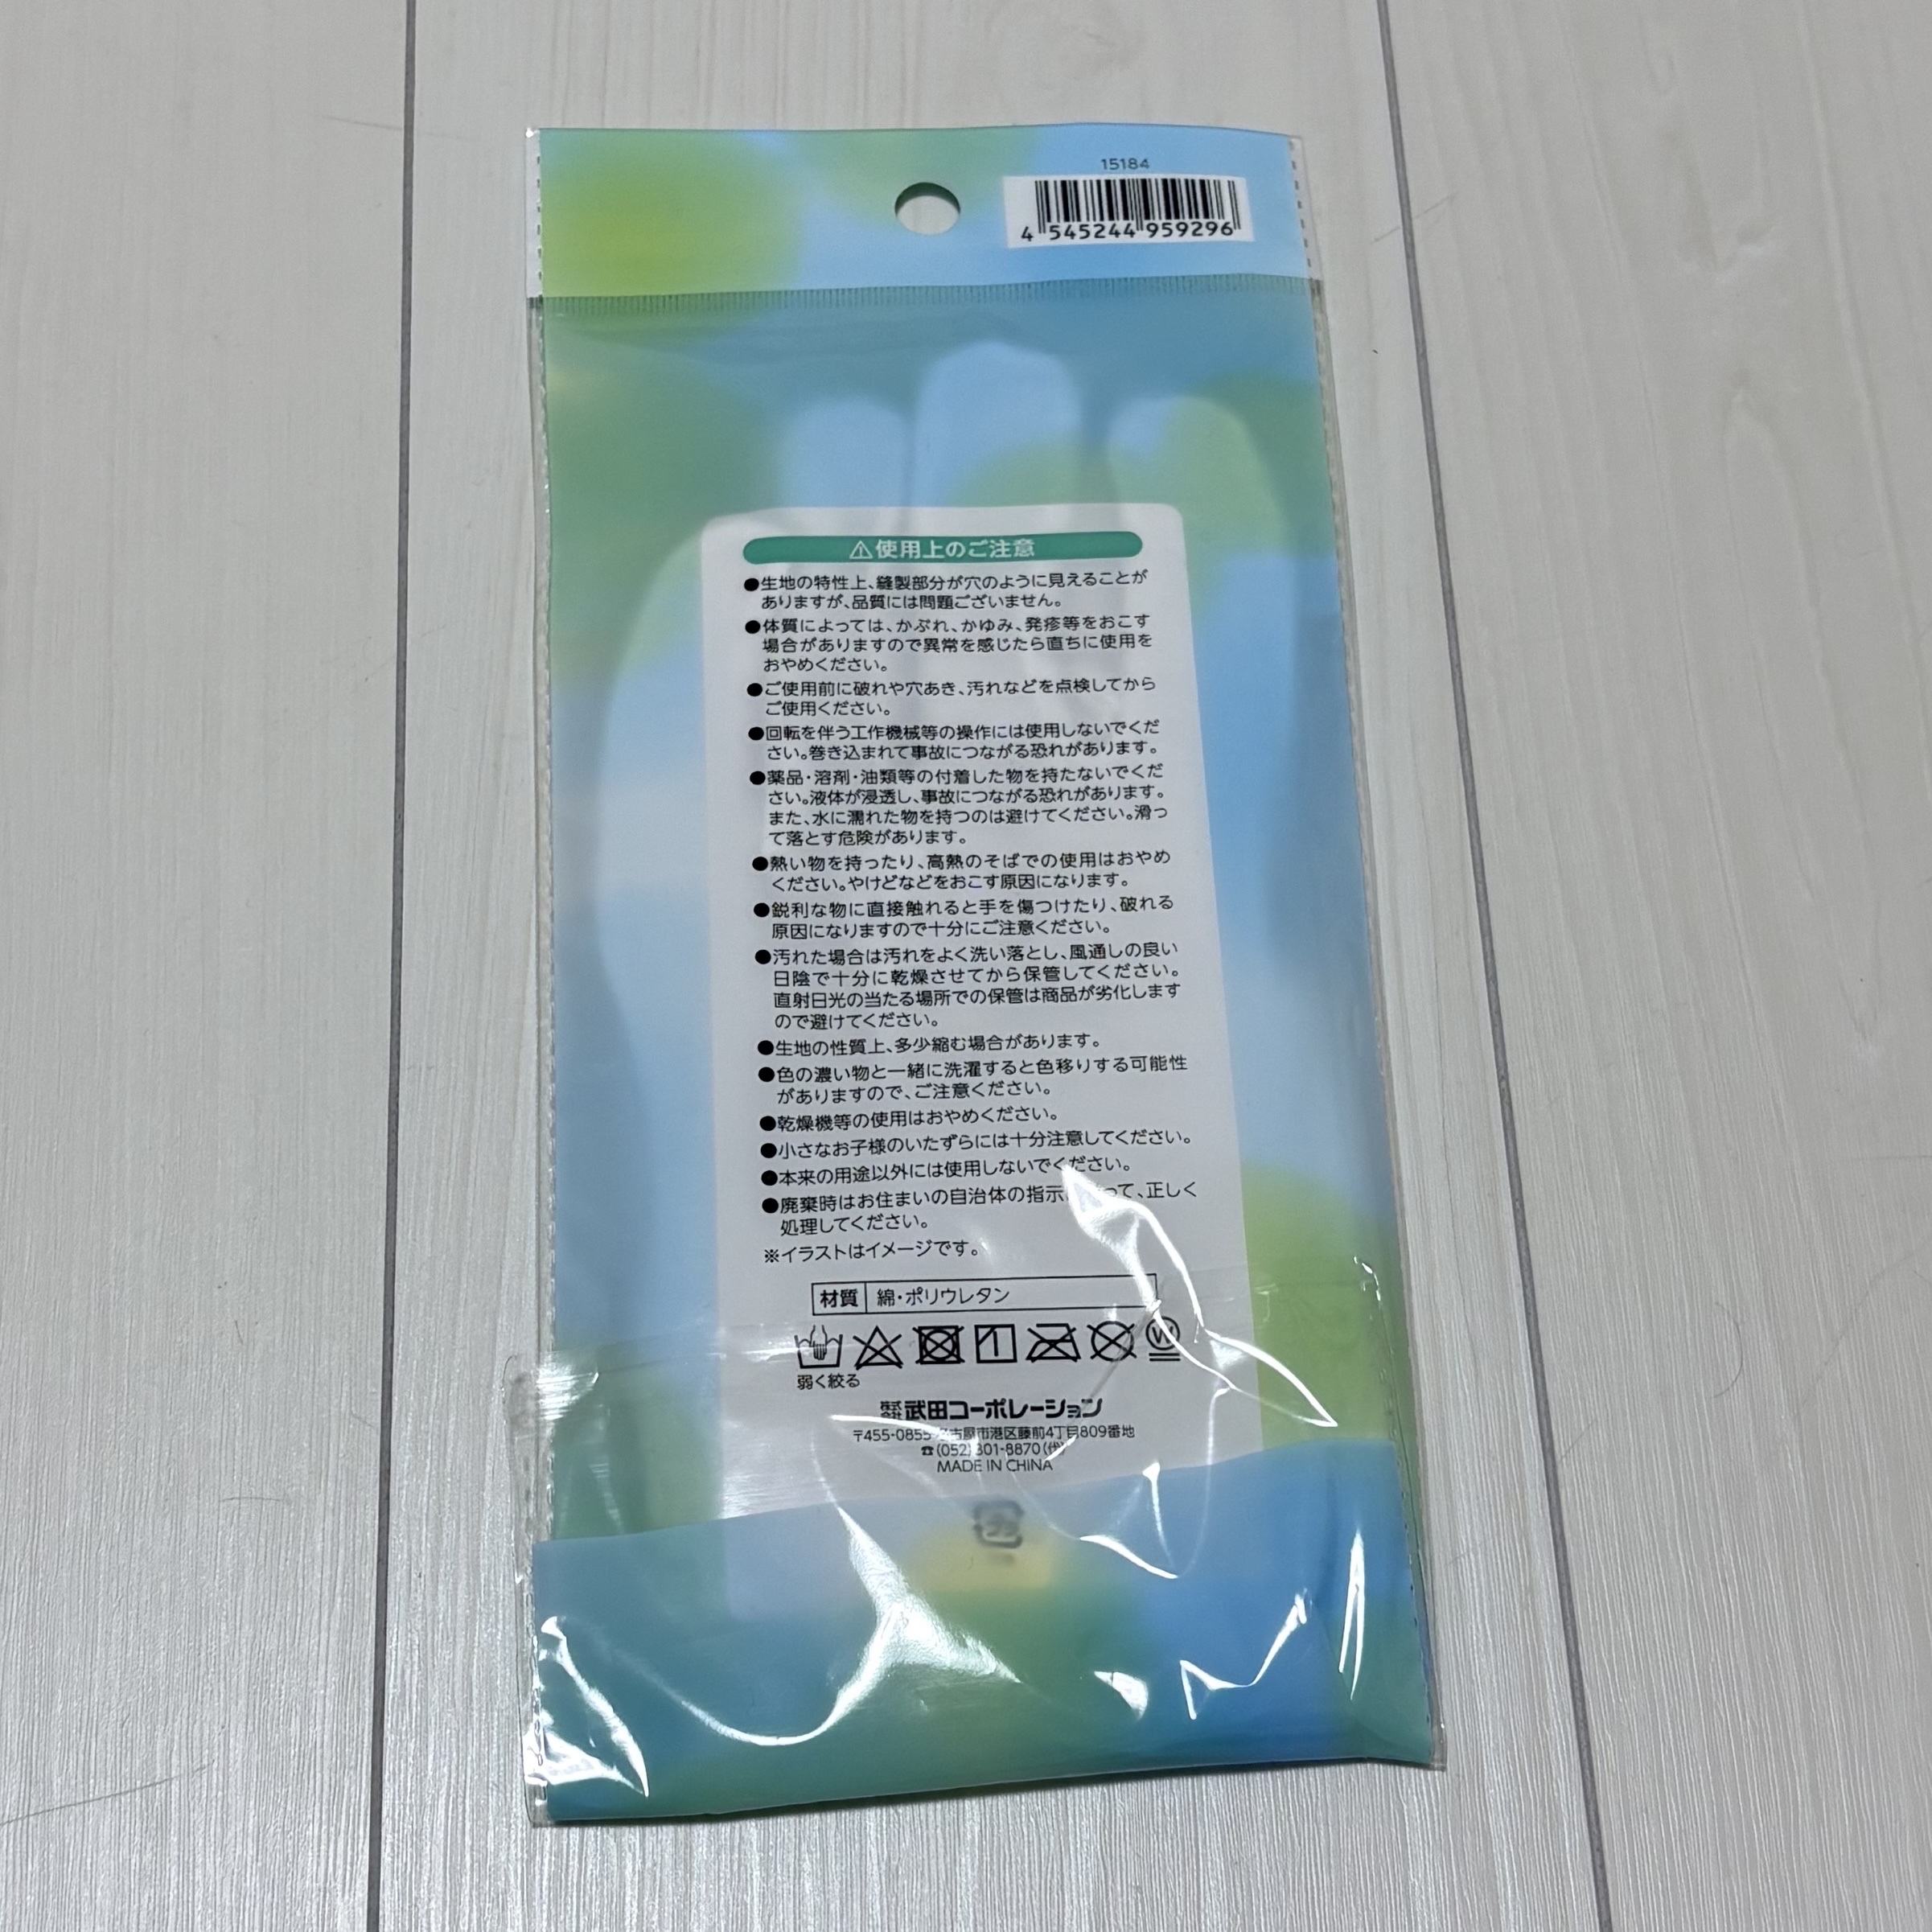 15184
4 545244 959296
⚠使用上のご注意
●生地の特性上、縫製部分が穴のように見えることが
ありますが、品質には問題ございません。
●体質によっては、かぶれ、かゆみ、発疹等をおこす
場合がありますので異常を感じたら直ちに使用を
おやめください。
●ご使用前に破れや穴あき、汚れなどを点検してから
ご使用ください。
●回転を伴う工作機械等の操作には使用しないでくだ
さい。巻き込まれて事故につながる恐れがあります。
●薬品・溶剤・油類等の付着した物を持たないでくだ
さい。液体が浸透し、事故につながる恐れがあります。
また、水に濡れた物を持つのは避けてください。滑っ
て落とす危険があります。
●熱い物を持ったり、高熱のそばでの使用はおやめ
ください。やけどなどをおこす原因になります。
●鋭利な物に直接触れると手を傷つけたり、破れる
原因になりますので十分にご注意ください。
●汚れた場合は汚れをよく洗い落とし、風通しの良い
日陰で十分に乾燥させてから保管してください。
直射日光の当たる場所での保管は商品が劣化します
ので避けてください。
●生地の性質上、多少縮む場合があります。
●色の濃い物と一緒に洗濯すると色移りする可能性
がありますので、ご注意ください。
●乾燥機等の使用はおやめください。
●小さなお子様のいたずらには十分注意してください。
●本来の用途以外には使用しないでください。
●廃棄時はお住まいの自治体の指示って、正しく
処理してください。
※イラストはイメージです。
材質 綿・ポリウレタン
W
弱く絞る
株式会社武田コーポレーション
〒455-0855 名古屋市港区藤前4丁目809番地
☎(052)301-8870(代)
MADE IN CHINA